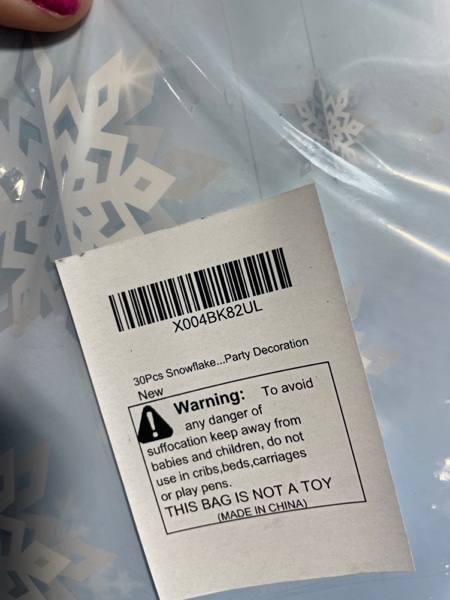 X004BK82UL
30Pcs Snowflake...Party Decoration
New
Warning: To avoid
any danger of
suffocation keep away from
babies and children, do not
use in cribs,beds,carriages
or play pens.
THIS BAG IS NOT A TOY
(MADE IN CHINA)